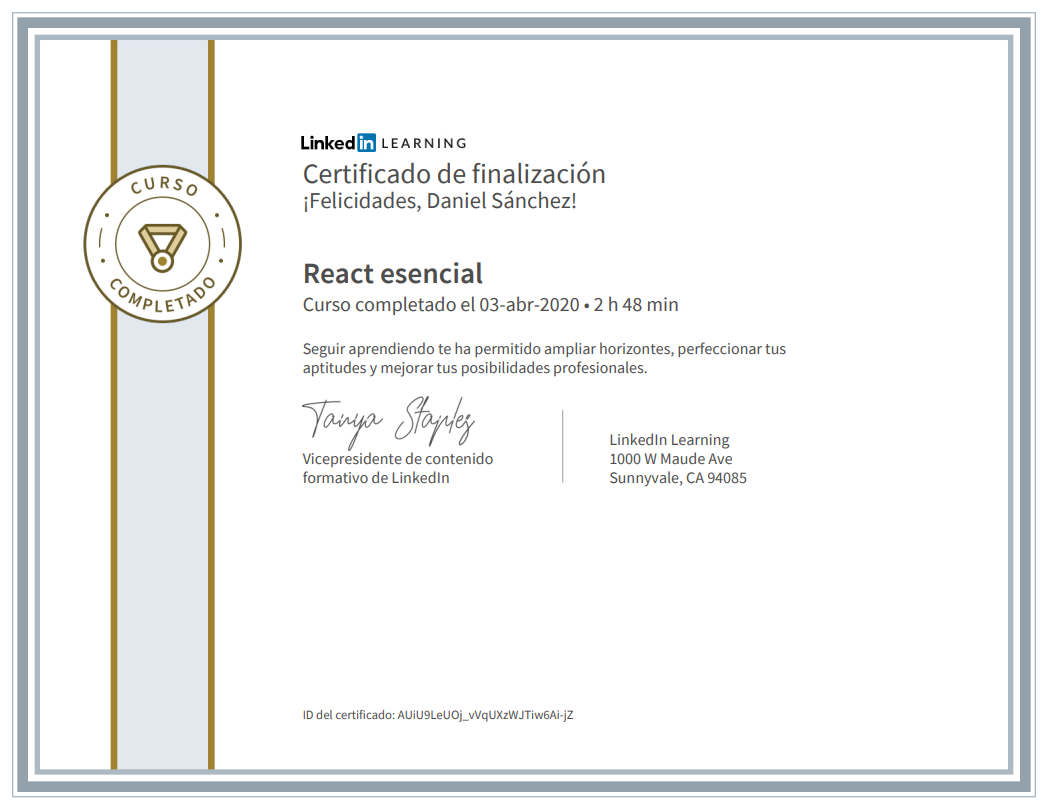 CURSO
COMPLETADO
Linkedin LEARNING
Certificado de finalización
¡Felicidades, Daniel Sánchez!
React esencial
Curso completado el 03-abr-2020 • 2 h 48 min
Seguir aprendiendo te ha permitido ampliar horizontes, perfeccionar tus
aptitudes y mejorar tus posibilidades profesionales.
Tanya Staples
Vicepresidente de contenido
formativo de LinkedIn
LinkedIn Learning
1000 W Maude Ave
Sunnyvale, CA 94085
ID del certificado: AUiU9LeUOj_vVqUXzWJTiw6Ai-jZ